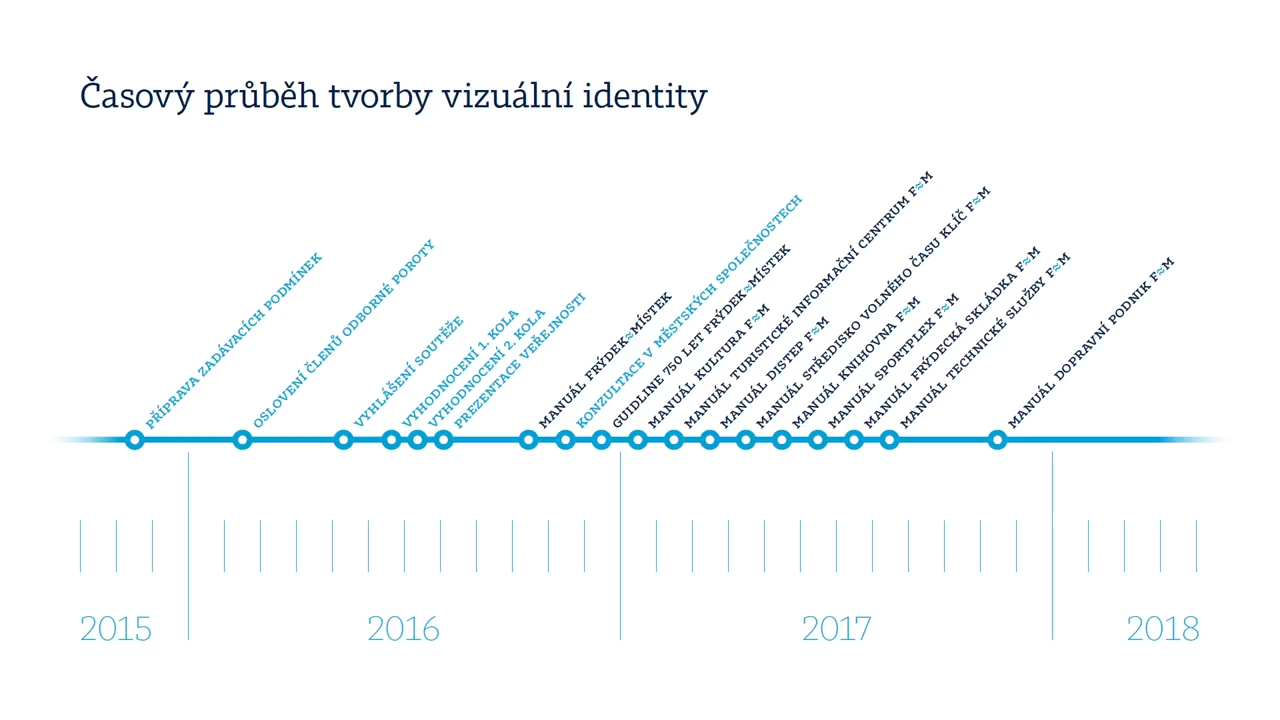 Časový průběh tvorby vizuální identity
PŘÍPRAVA ZADÁVACÍCH PODMÍNEK
OSLOVENÍ ČLENŮ ODBORNÉ POROTY
VYHLÁŠENÍ SOUTĚŽE
VYHODNOCENÍ 1. KOLA
VYHODNOCENÍ 2. KOLA
PREZENTACE VEŘEJNOSTI
MANUÁL FRÝDEK≈MÍSTEK
KONZULTACE V MĚSTSKÝCH SPOLEČNOSTECH
GUIDLINE 750 LET FRÝDEK≈MÍSTEK
MANUÁL KULTURA F≈M
MANUÁL TURISTICKÉ INFORMAČNÍ CENTRUM F≈M
MANUÁL DISTEP F≈M
MANUÁL STŘEDISKO VOLNÉHO ČASU KLÍČ F≈M
MANUÁL KNIHOVNA F≈M
MANUÁL SPORTPLEX F≈M
MANUÁL FRÝDECKÁ SKLÁDKA F≈M
MANUÁL TECHNICKÉ SLUŽBY F≈M
MANUÁL DOPRAVNÍ PODNIK F≈M
2015
2016
2017
2018